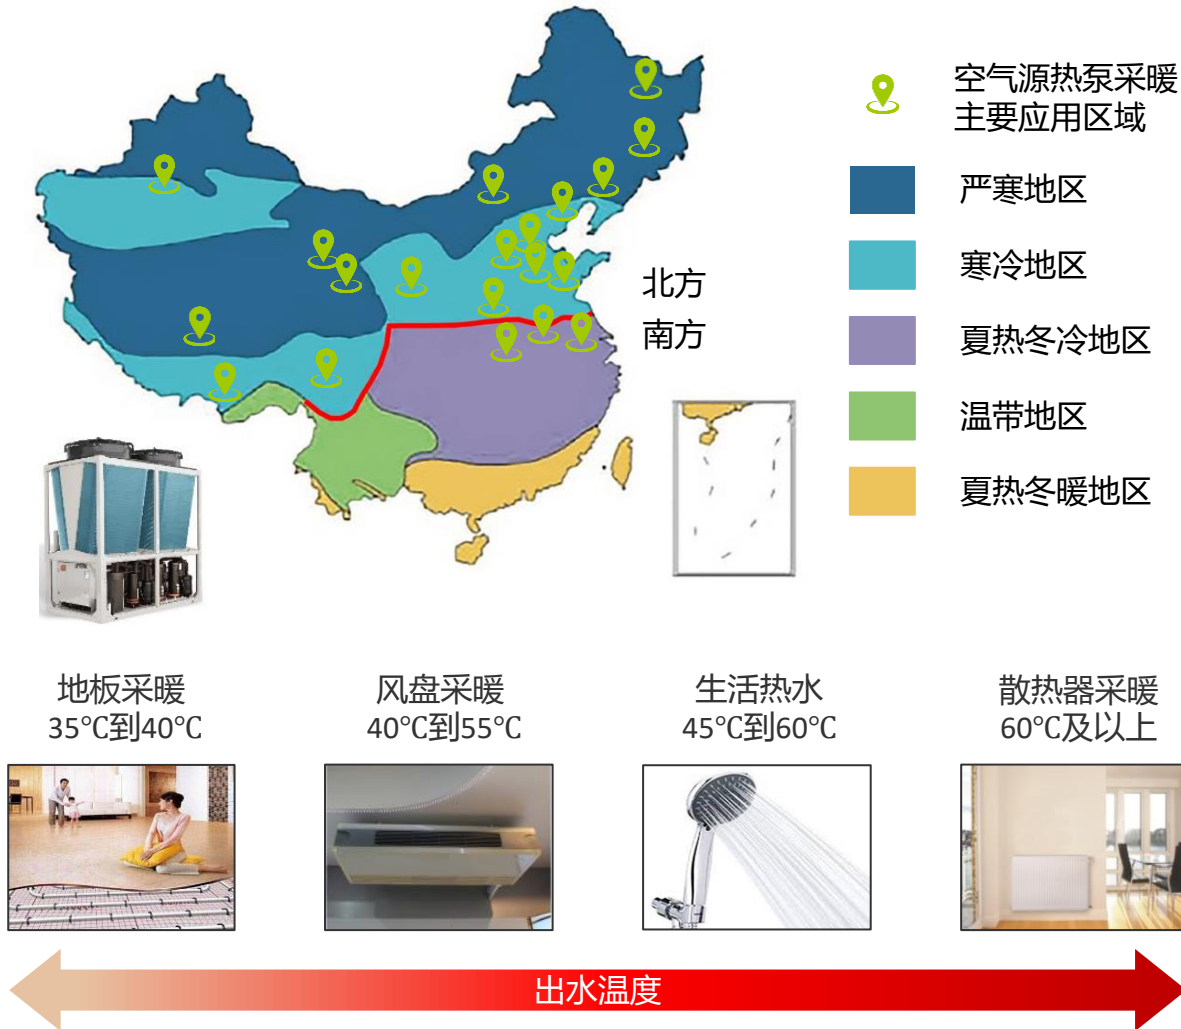 空气源热泵采暖
主要应用区域
严寒地区
寒冷地区
北方
南方
夏热冬冷地区
温带地区
夏热冬暖地区
地板采暖
35℃到40℃
风盘采暖
40℃到55℃
生活热水
45℃到60℃
散热器采暖
60℃及以上
出水温度